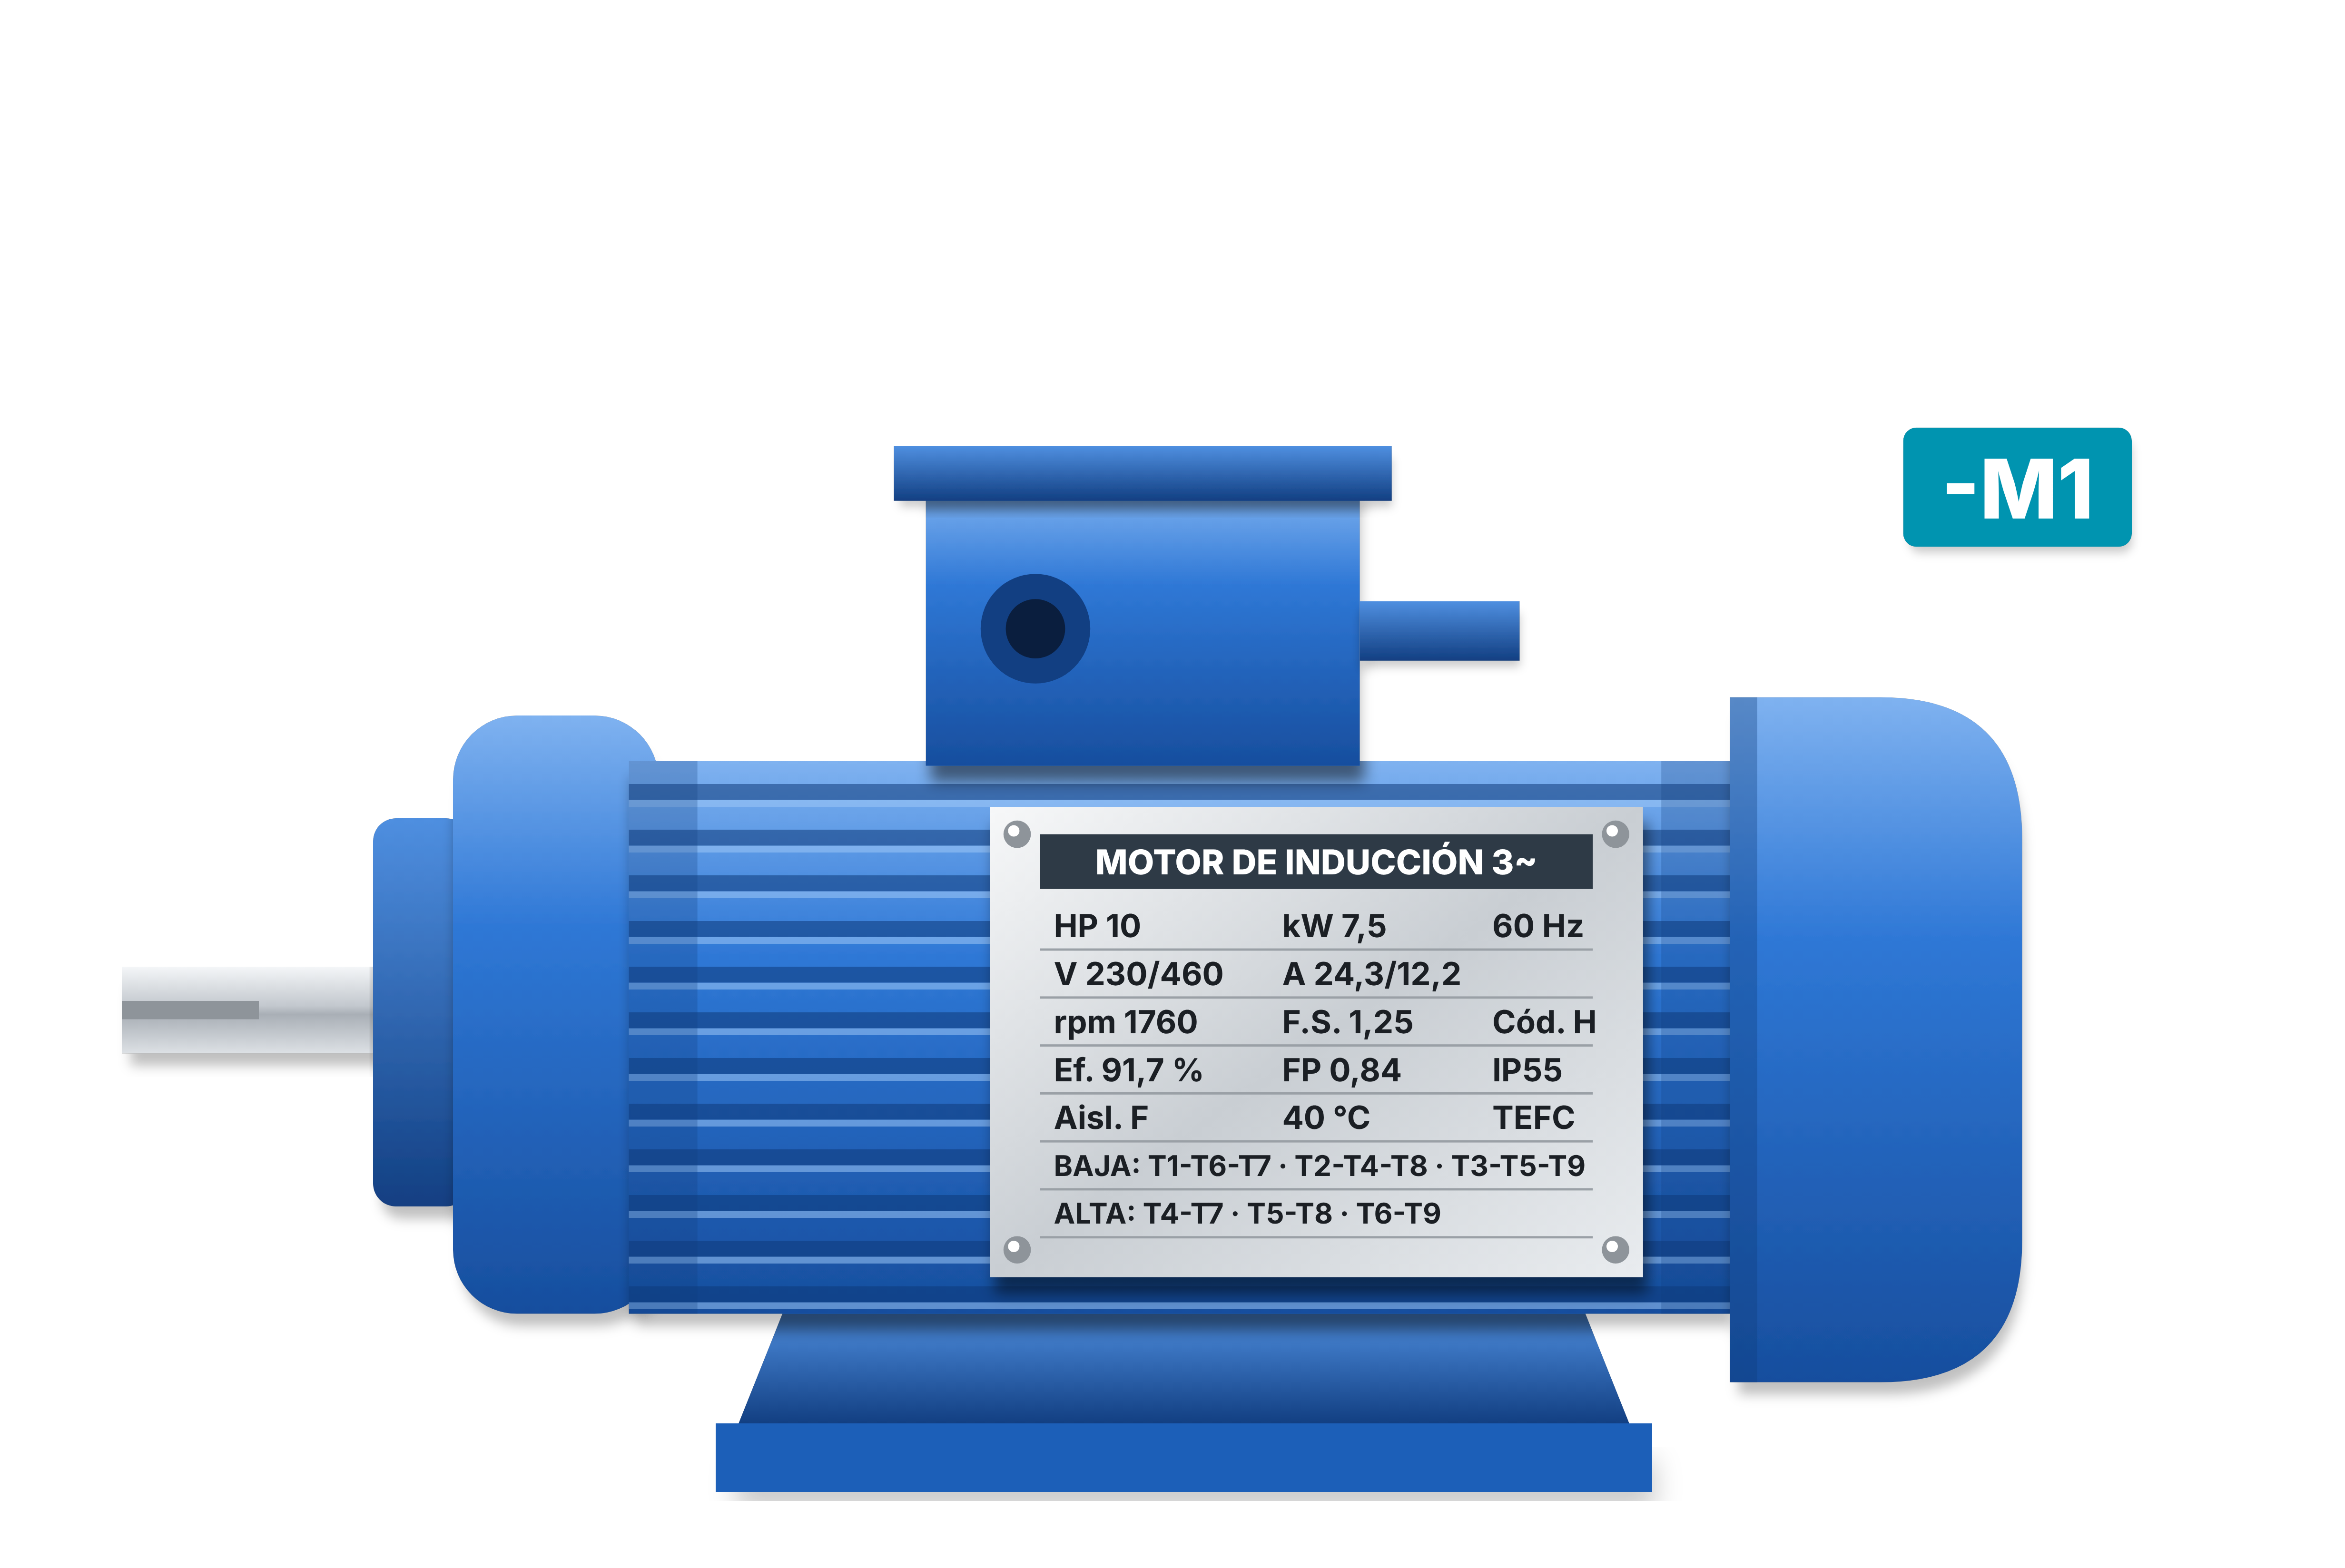 -M1
MOTOR DE INDUCCIÓN 3~
HP 10 kW 7,5 60 Hz
V 230/460 A 24,3/12,2
rpm 1760 F.S. 1,25 Cód. H
Ef. 91,7 % FP 0,84 IP55
Aisl. F 40 °C TEFC
BAJA: T1-T6-T7 · T2-T4-T8 · T3-T5-T9
ALTA: T4-T7 · T5-T8 · T6-T9